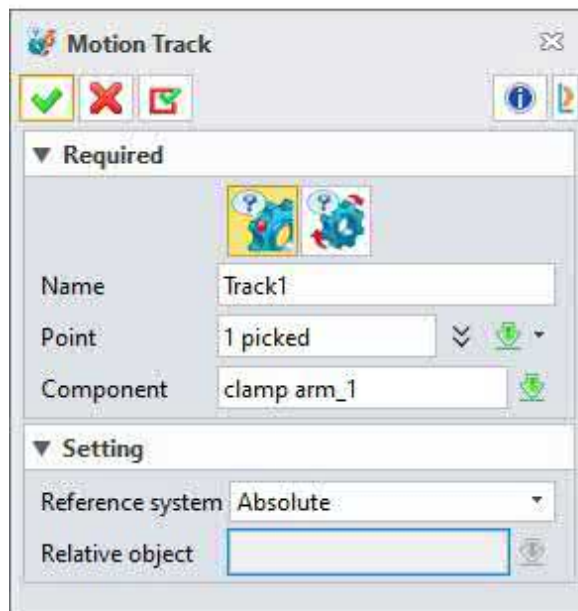 Motion Track
Required
Name Track1
Point 1 picked
Component clamp arm_1
Setting
Reference system Absolute
Relative object